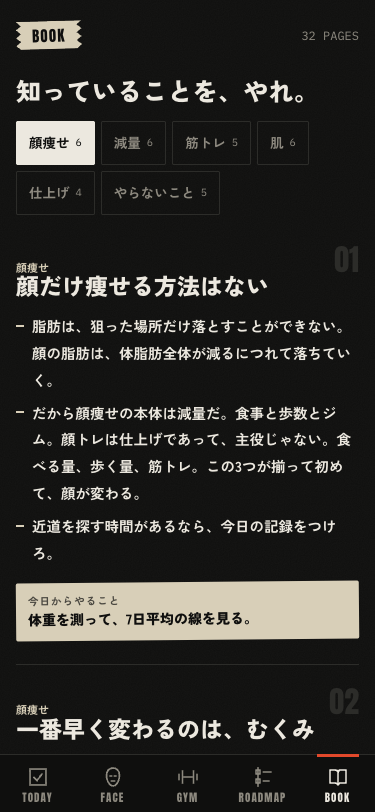 BOOK
32 PAGES
知っていることを、やれ。
顔痩せ 6
減量 6
筋トレ 5
肌 6
仕上げ 4
やらないこと 5
01
顔痩せ
顔だけ痩せる方法はない
脂肪は、狙った場所だけ落とすことができない。
顔の脂肪は、体脂肪全体が減るにつれて落ちてい
く。
だから顔痩せの本体は減量だ。食事と歩数とジ
ム。顔トレは仕上げであって、主役じゃない。食
べる量、歩く量、筋トレ。この3つが揃って初め
て、顔が変わる。
近道を探す時間があるなら、今日の記録をつけ
ろ。
今日からやること
体重を測って、7日平均の線を見る。
02
顔痩せ
一番早く変わるのは、むくみ
TODAY
FACE
GYM
ROADMAP
BOOK